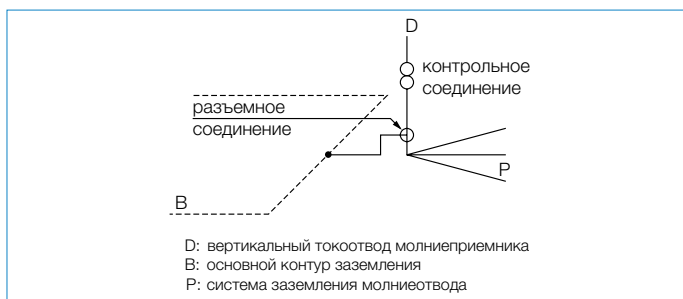 D
контрольное
соединение
разъемное
соединение
P
B
D: вертикальный токоотвод молниеприемника
B: основной контур заземления
P: система заземления молниеотвода